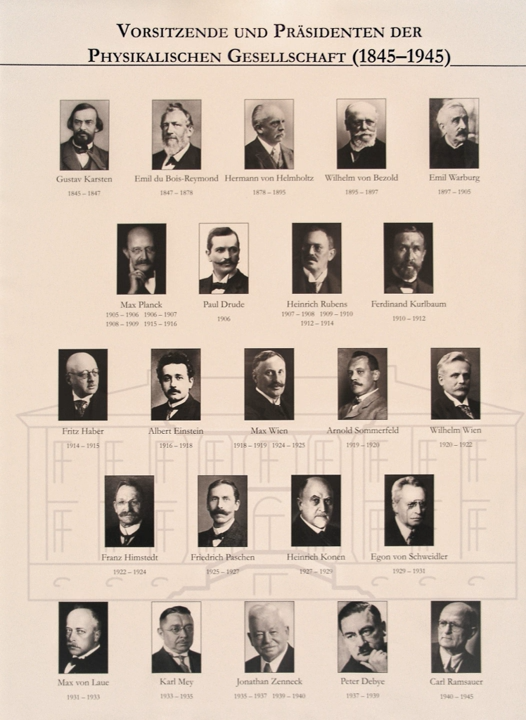 Vorsitzende und Präsidenten der
Physikalischen Gesellschaft (1845–1945)
Gustav Karsten
1845 – 1847
Emil du Bois-Reymond
1847 – 1878
Hermann von Helmholtz
1878 – 1895
Wilhelm von Bezold
1895 – 1897
Emil Warburg
1897 – 1905
Max Planck
1905 – 1906 1906 – 1907
1908 – 1909 1915 – 1916
Paul Drude
1906
Heinrich Rubens
1907 – 1908 1909 – 1910
1912 – 1914
Ferdinand Kurlbaum
1910 – 1912
Fritz Haber
1914 – 1915
Albert Einstein
1916 – 1918
Max Wien
1918 – 1919 1924 – 1925
Arnold Sommerfeld
1919 – 1920
Wilhelm Wien
1920 – 1922
Franz Himstedt
1922 – 1924
Friedrich Paschen
1925 – 1927
Heinrich Konen
1927 – 1929
Egon von Schweidler
1929 – 1931
Max von Laue
1931 – 1933
Karl Mey
1933 – 1935
Jonathan Zenneck
1935 – 1937 1939 – 1940
Peter Debye
1937 – 1939
Carl Ramsauer
1940 – 1945